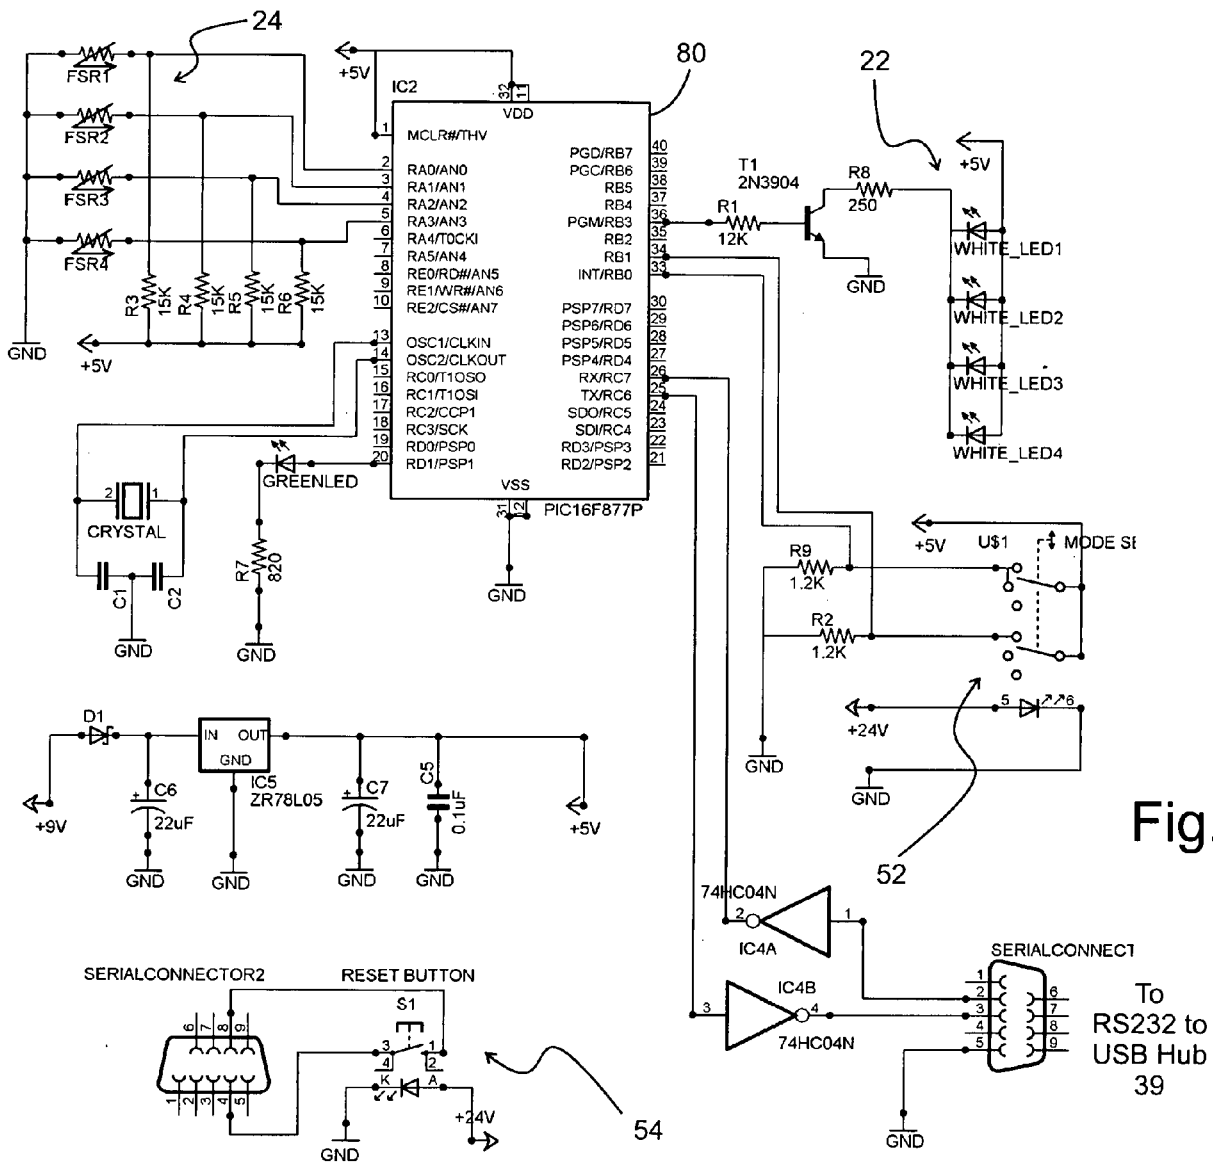 24
80
22
FSR1
FSR2
FSR3
FSR4
+5V
IC2
32
11
VDD
1 MCLR#/THV
2 RA0/AN0
3 RA1/AN1
4 RA2/AN2
5 RA3/AN3
6 RA4/T0CKI
7 RA5/AN4
8 RE0/RD#/AN5
9 RE1/WR#/AN6
10 RE2/CS#/AN7
13 OSC1/CLKIN
14 OSC2/CLKOUT
15 RC0/T1OSO
16 RC1/T1OSI
17 RC2/CCP1
18 RC3/SCK
19 RD0/PSP0
20 RD1/PSP1
PGD/RB7 40
PGC/RB6 39
RB5 38
RB4 37
PGM/RB3 36
RB2 35
RB1 34
INT/RB0 33
PSP7/RD7 30
PSP6/RD6 29
PSP5/RD5 28
PSP4/RD4 27
RX/RC7 26
TX/RC6 25
SDO/RC5 24
SDI/RC4 23
RD3/PSP3 22
RD2/PSP2 21
VSS
31
12
PIC16F877P
GND
R3 15K
R4 15K
R5 15K
R6 15K
GND
+5V
2 1
CRYSTAL
C1
C2
GND
GREENLED
R7
820
GND
T1
2N3904
R1
12K
R8
250
GND
+5V
WHITE_LED1
WHITE_LED2
WHITE_LED3
WHITE_LED4
+5V
U$1
MODE SE
R9
1.2K
R2
1.2K
GND
+24V
5 6
GND
52
Fig.
D1
+9V
IN OUT
GND
IC5
ZR78L05
C6
22uF
C7
22uF
C5
0.1uF
+5V
GND
GND
GND
GND
74HC04N
2 1
IC4A
IC4B
3 4
74HC04N
SERIALCONNECT
1
2
3
4
5
6
7
8
9
GND
To
RS232 to
USB Hub
39
SERIALCONNECTOR2
6
7
8
9
1
2
3
4
5
RESET BUTTON
S1
3 1
4 2
K A
+24V
GND
54